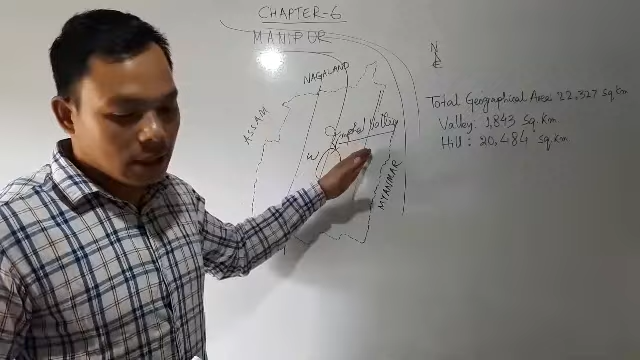 CHAPTER-6
MANIPUR
N
NAGALAND
ASSAM
Imphal Valley
W
MYANMAR
Total Geographical Area 22,327 sq.km
Valley: 1,843 sq.km
Hill: 20,484 sq.km